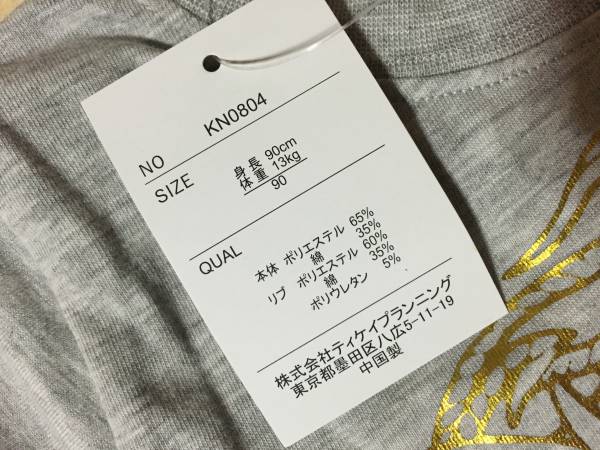 NO KN0804
SIZE 身長 90cm
体重 13kg
90
QUAL
本体 ポリエステル 65%
綿 35%
リブ ポリエステル 60%
綿 35%
ポリウレタン 5%
株式会社ティケイプランニング
東京都墨田区八広5-11-19
中国製